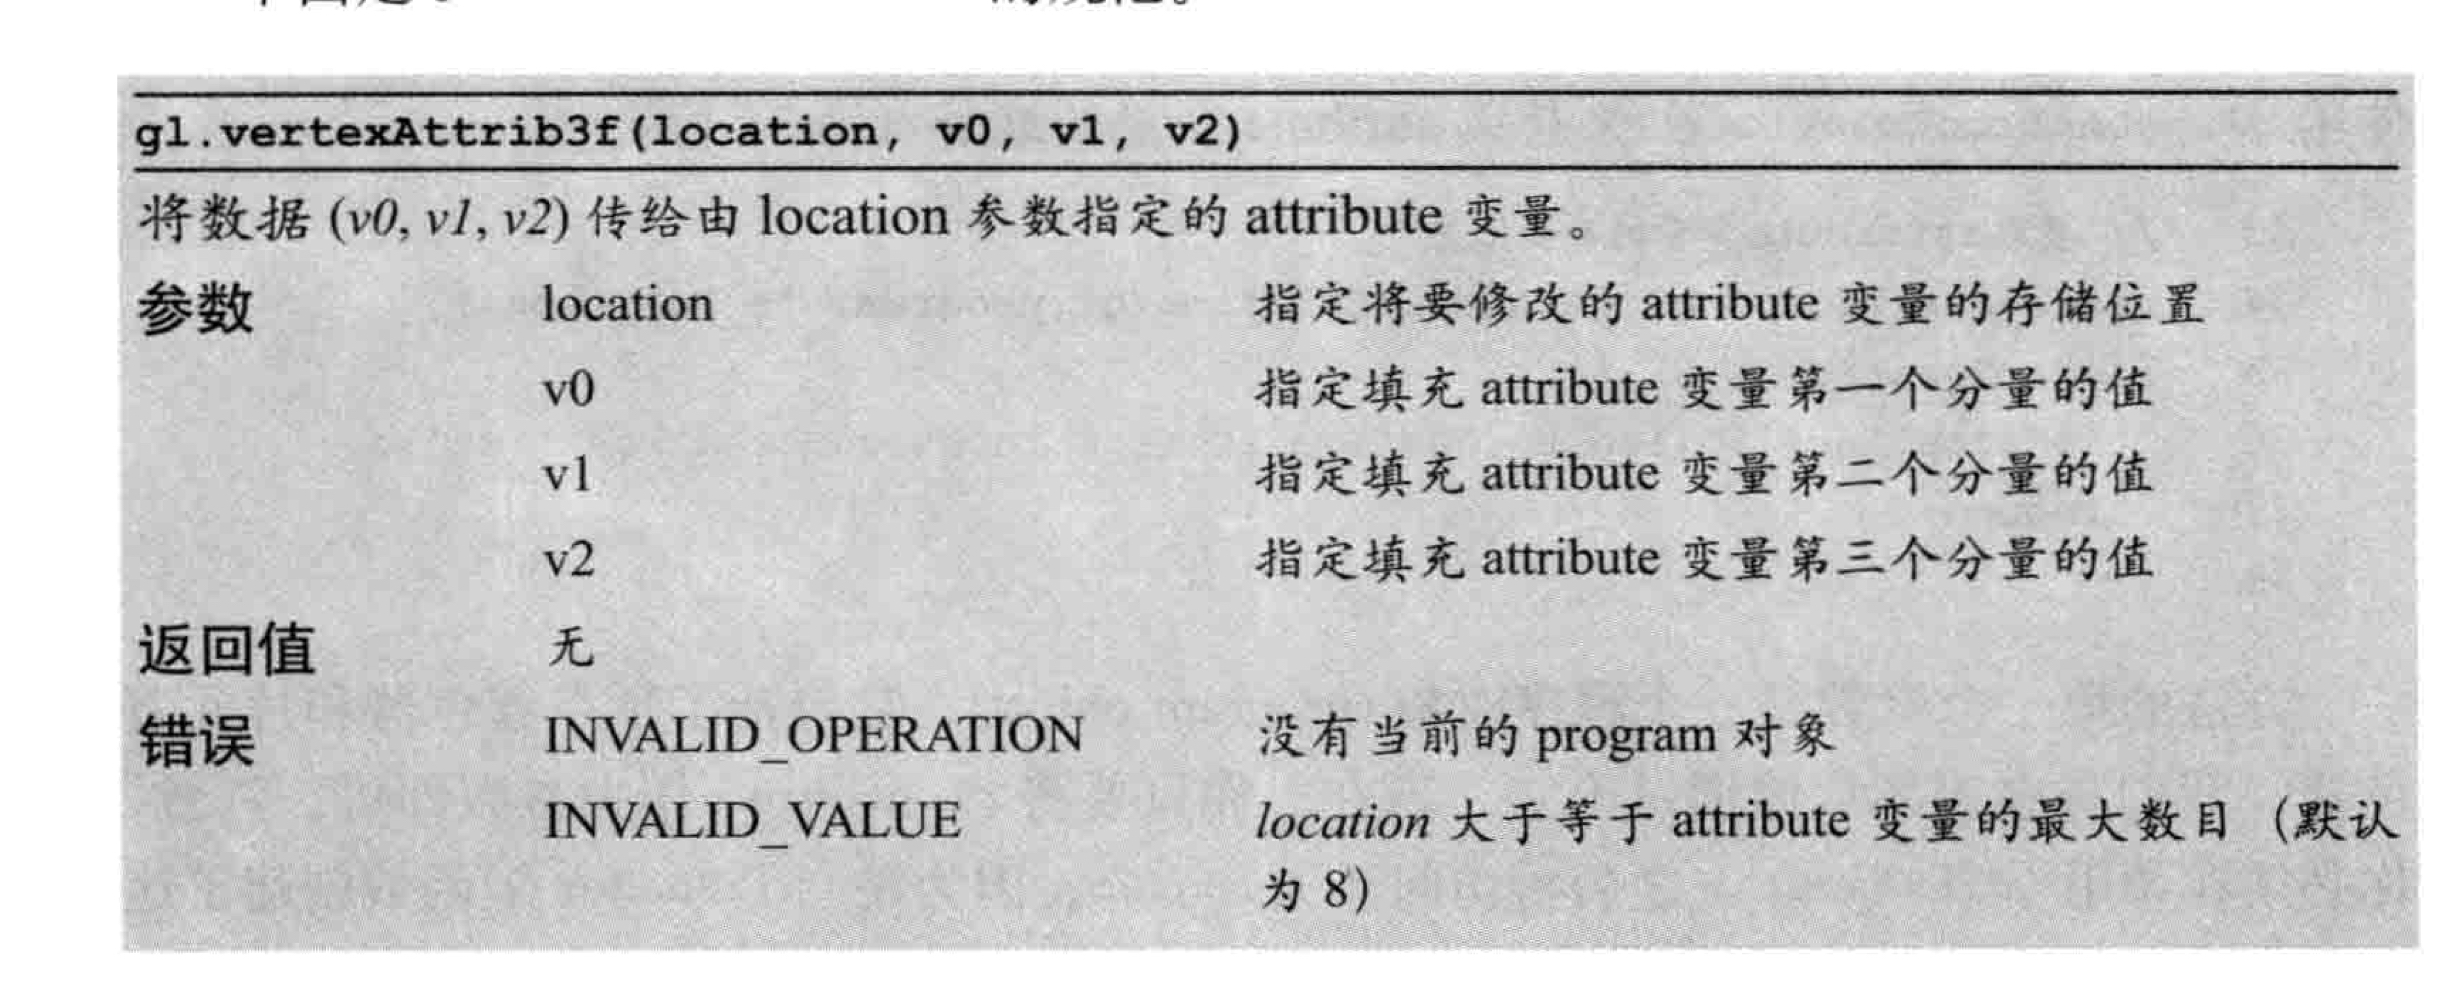 gl.vertexAttrib3f(location, v0, v1, v2)
将数据 (v0, v1, v2) 传给由 location 参数指定的 attribute 变量。
参数 location 指定将要修改的 attribute 变量的存储位置
v0 指定填充 attribute 变量第一个分量的值
v1 指定填充 attribute 变量第二个分量的值
v2 指定填充 attribute 变量第三个分量的值
返回值 无
错误 INVALID_OPERATION 没有当前的 program 对象
INVALID_VALUE location 大于等于 attribute 变量的最大数目（默认
为 8）